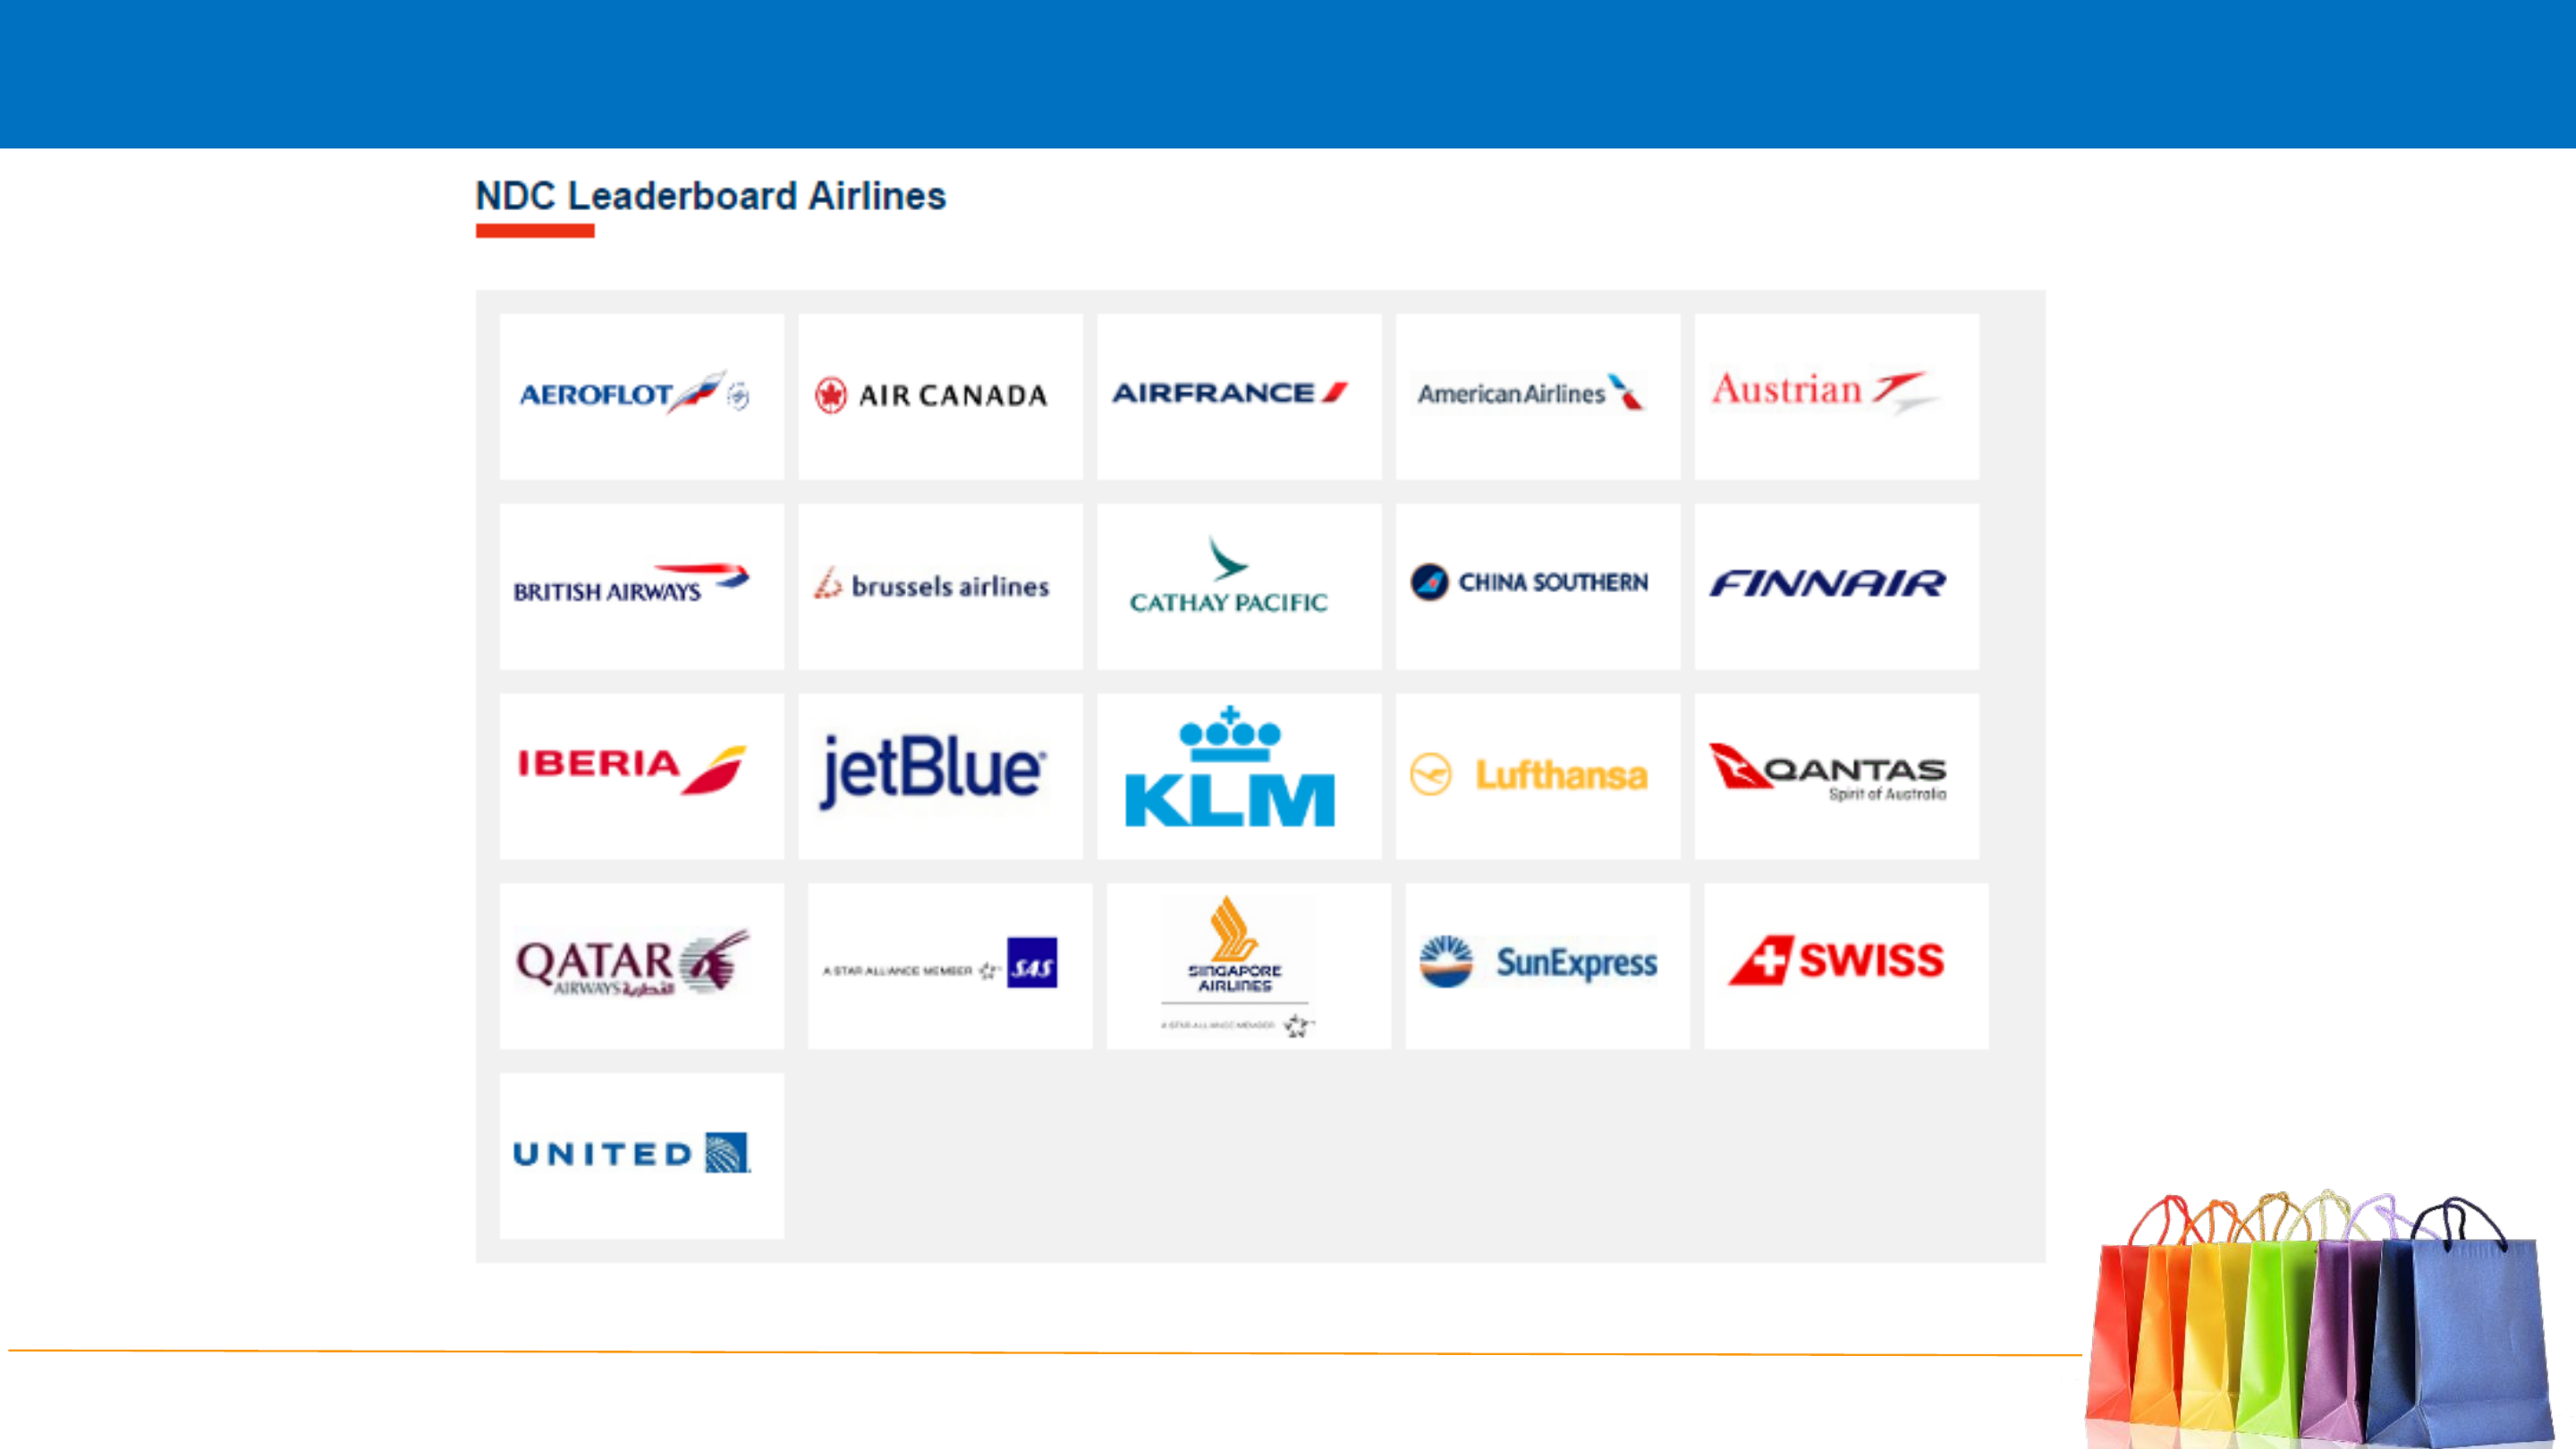 NDC Leaderboard Airlines
AEROFLOT
AIR CANADA
AIRFRANCE
American Airlines
Austrian
BRITISH AIRWAYS
brussels airlines
CATHAY PACIFIC
CHINA SOUTHERN
FINNAIR
IBERIA
jetBlue
KLM
Lufthansa
QANTAS
Spirit of Australia
QATAR
AIRWAYS القطرية
A STAR ALLIANCE MEMBER SAS
SINGAPORE
AIRLINES
A STAR ALLIANCE MEMBER
SunExpress
SWISS
UNITED